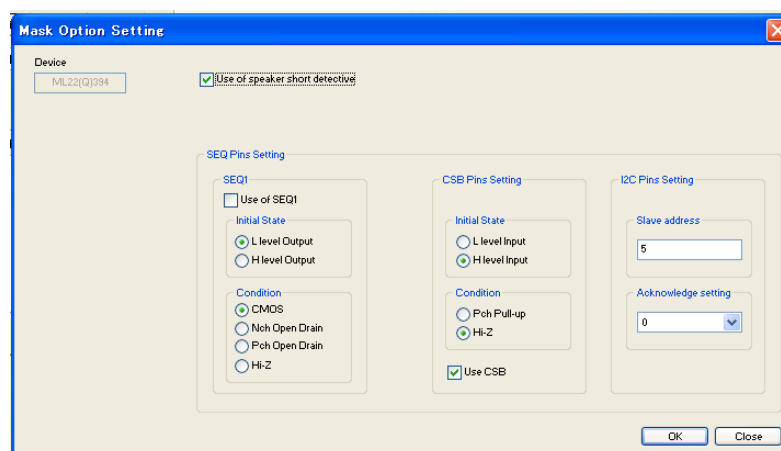 Mask Option Setting
Device
ML22(Q)394
Use of speaker short detective
SEQ Pins Setting
SEQ1
Use of SEQ1
Initial State
L level Output
H level Output
Condition
CMOS
Nch Open Drain
Pch Open Drain
Hi-Z
CSB Pins Setting
Initial State
L level Input
H level Input
Condition
Pch Pull-up
Hi-Z
Use CSB
I2C Pins Setting
Slave address
5
Acknowledge setting
0
OK
Close